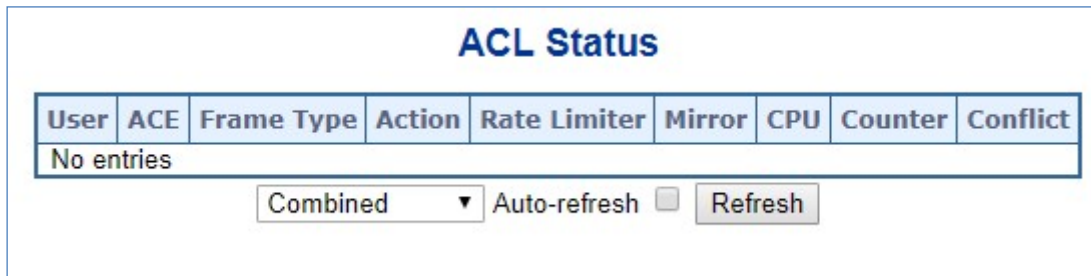 ACL Status
User ACE Frame Type Action Rate Limiter Mirror CPU Counter Conflict
No entries
Combined Auto-refresh Refresh